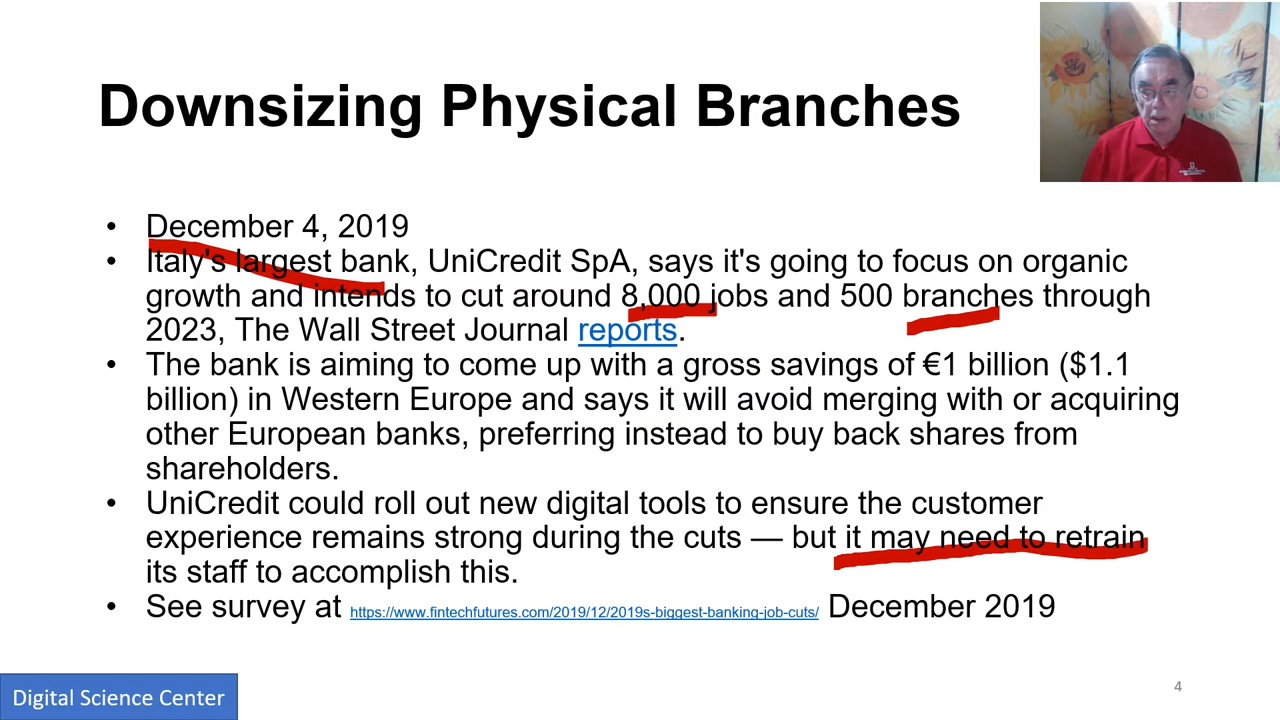 Downsizing Physical Branches
• December 4, 2019
• Italy's largest bank, UniCredit SpA, says it's going to focus on organic
growth and intends to cut around 8,000 jobs and 500 branches through
2023, The Wall Street Journal reports.
• The bank is aiming to come up with a gross savings of €1 billion ($1.1
billion) in Western Europe and says it will avoid merging with or acquiring
other European banks, preferring instead to buy back shares from
shareholders.
• UniCredit could roll out new digital tools to ensure the customer
experience remains strong during the cuts — but it may need to retrain
its staff to accomplish this.
• See survey at https://www.fintechfutures.com/2019/12/2019s-biggest-banking-job-cuts/ December 2019
Digital Science Center
4